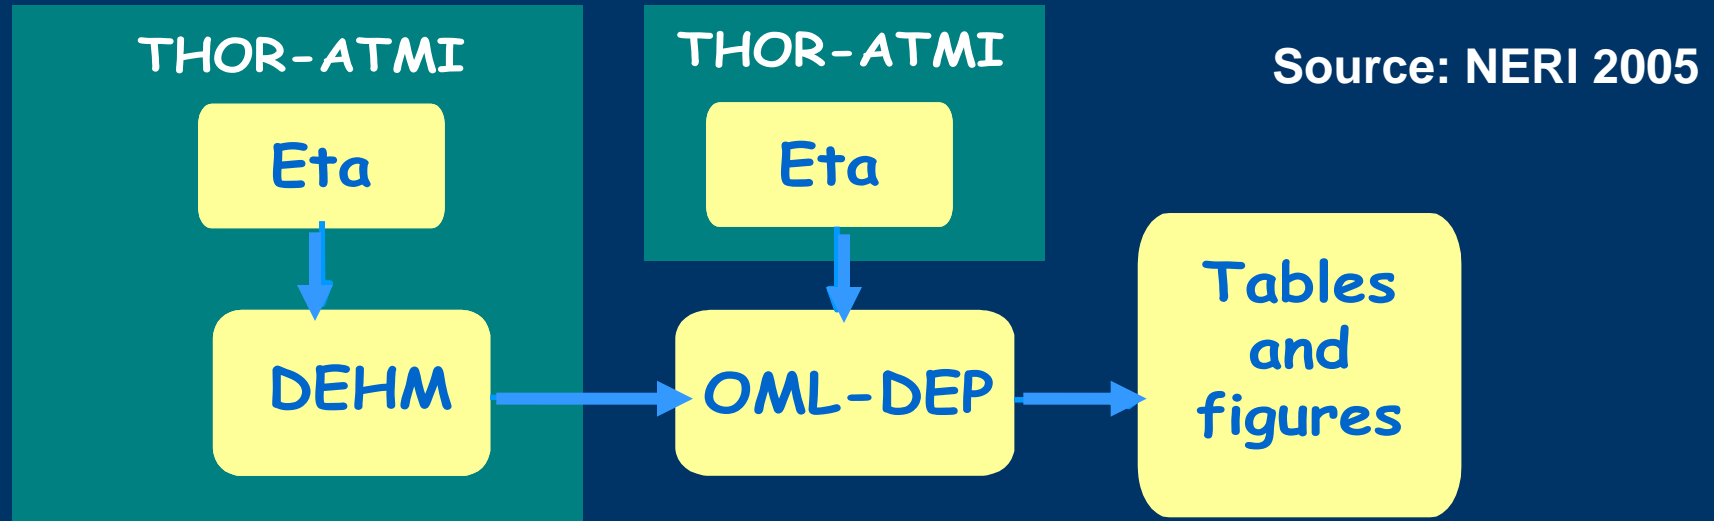 THOR-ATMI
THOR-ATMI
Source: NERI 2005
Eta
Eta
DEHM
OML-DEP
Tables
and
figures